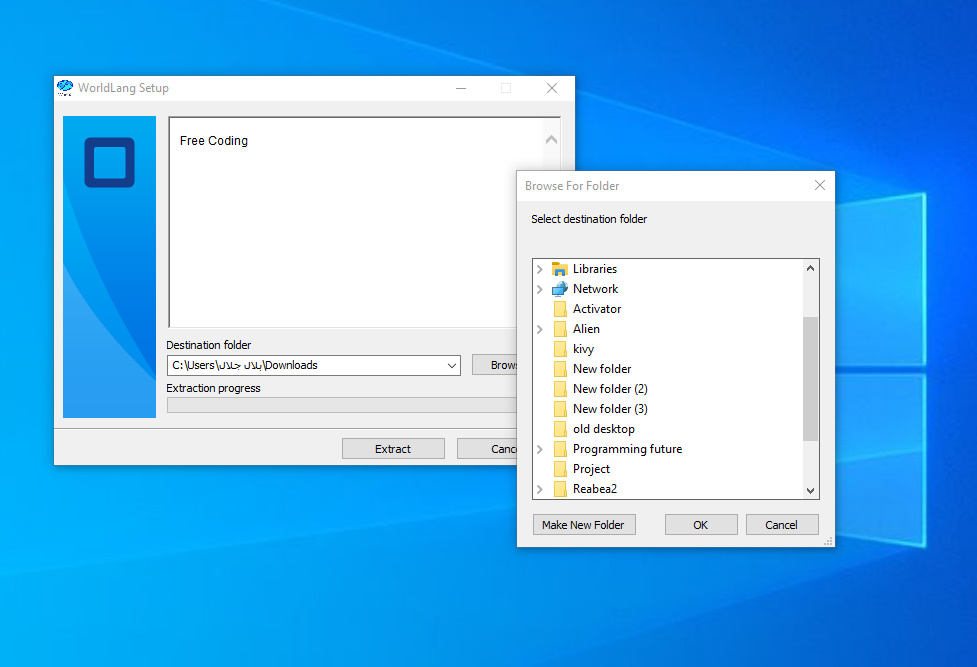 WorldLang Setup
Free Coding
Destination folder
C:\Users\بلال جلال\Downloads
Extraction progress
Extract
Browse For Folder
Select destination folder
Libraries
Network
Activator
Alien
kivy
New folder
New folder (2)
New folder (3)
old desktop
Programming future
Project
Reabea2
Make New Folder
OK
Cancel